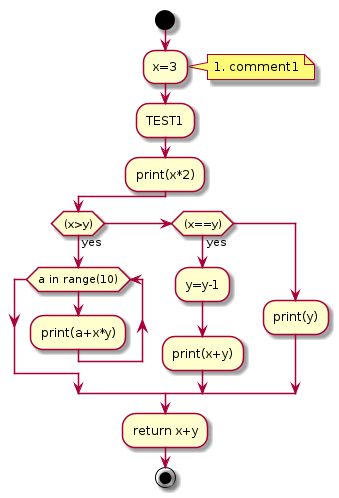 x=3
1. comment1
TEST1
print(x*2)
(x>y)
(x==y)
yes
yes
a in range(10)
y=y-1
print(y)
print(a+x*y)
print(x+y)
return x+y